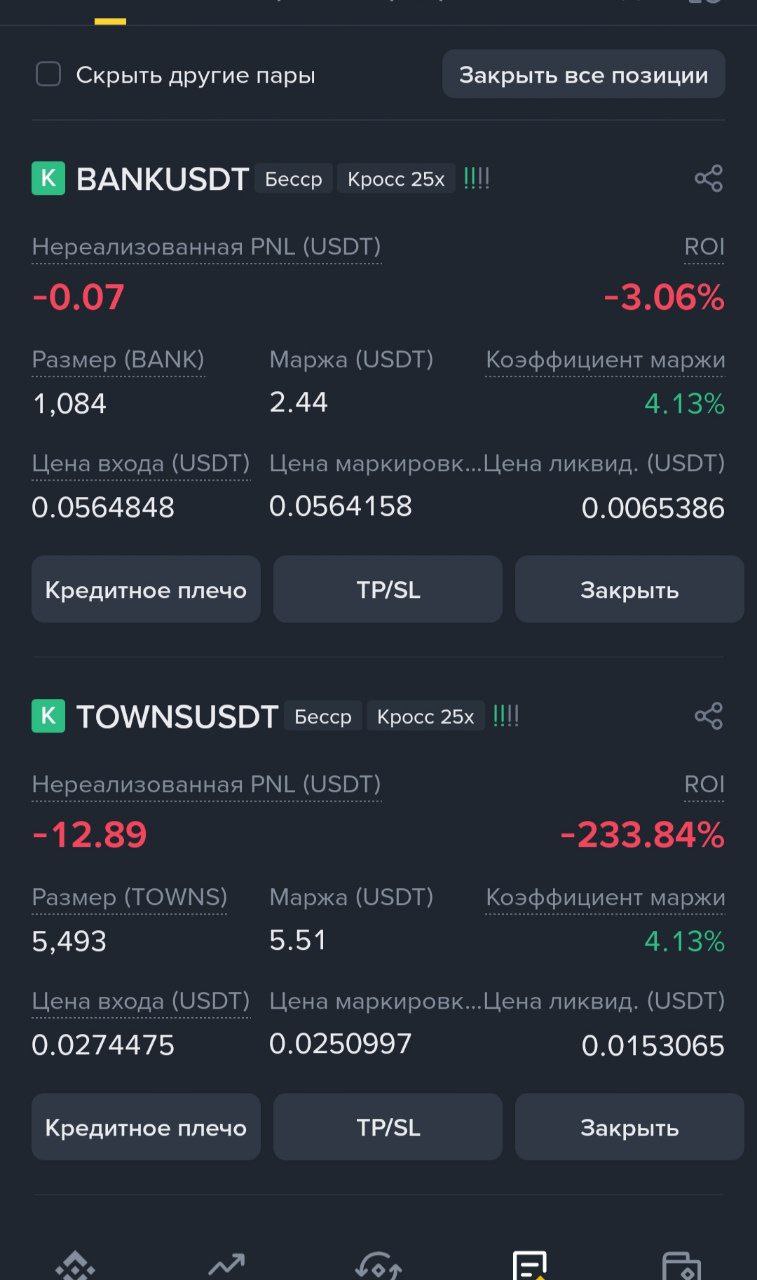 Скрыть другие пары
Закрыть все позиции
K BANKUSDT Бесср Кросс 25x
Нереализованная PNL (USDT) ROI
-0.07 -3.06%
Размер (BANK) Маржа (USDT) Коэффициент маржи
1,084 2.44 4.13%
Цена входа (USDT) Цена маркировк... Цена ликвид. (USDT)
0.0564848 0.0564158 0.0065386
Кредитное плечо TP/SL Закрыть
K TOWNSUSDT Бесср Кросс 25x
Нереализованная PNL (USDT) ROI
-12.89 -233.84%
Размер (TOWNS) Маржа (USDT) Коэффициент маржи
5,493 5.51 4.13%
Цена входа (USDT) Цена маркировк... Цена ликвид. (USDT)
0.0274475 0.0250997 0.0153065
Кредитное плечо TP/SL Закрыть